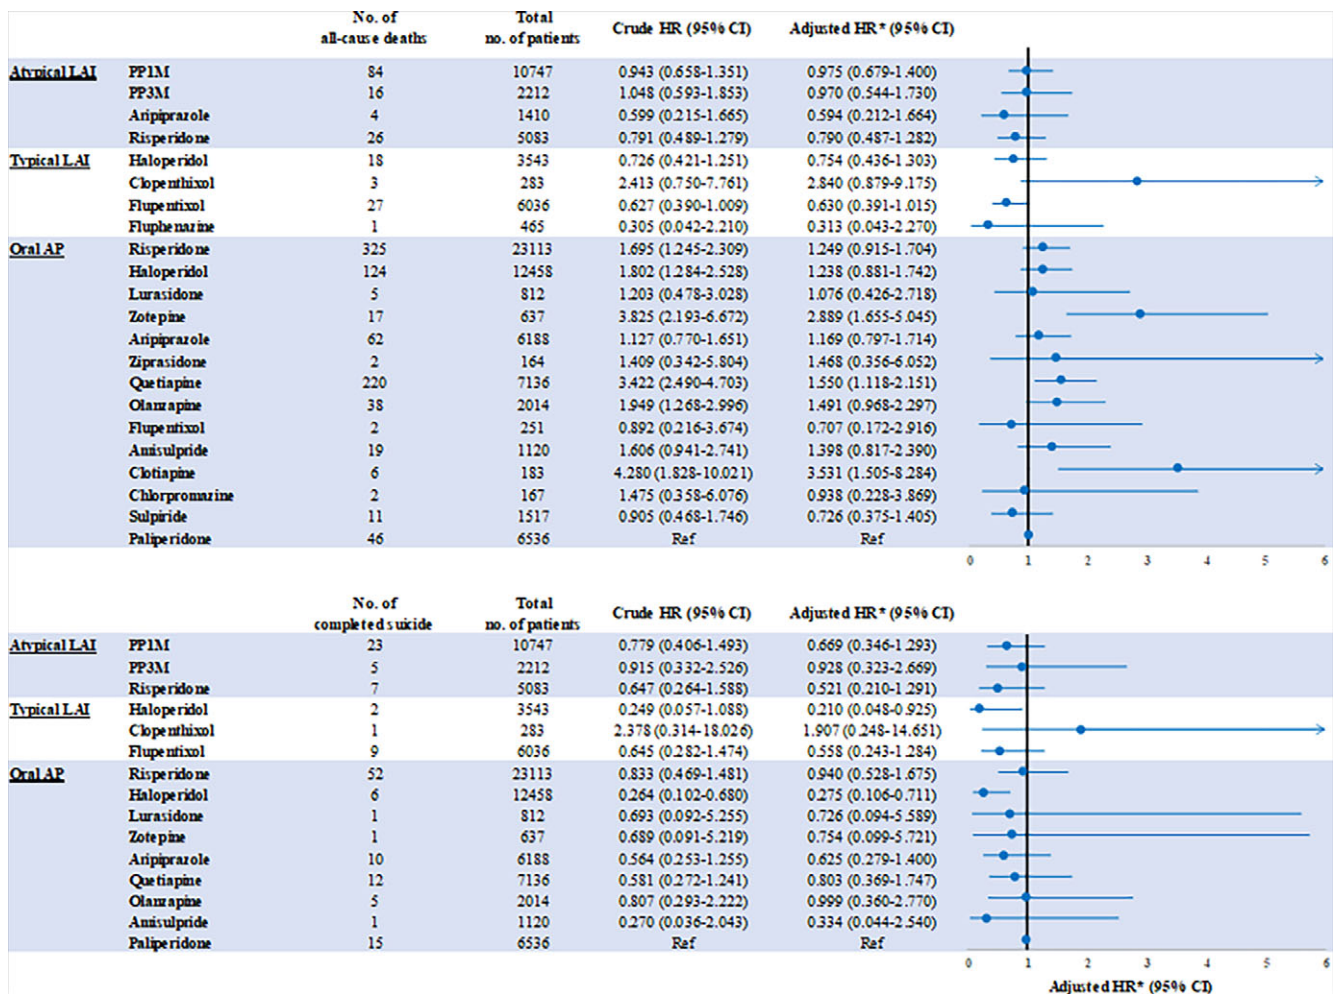 No. of all-cause deaths Total no. of patients Crude HR (95% CI) Adjusted HR* (95% CI)
Atypical LAI PP1M 84 10747 0.943 (0.658-1.351) 0.975 (0.679-1.400)
PP3M 16 2212 1.048 (0.593-1.853) 0.970 (0.544-1.730)
Aripiprazole 4 1410 0.599 (0.215-1.665) 0.594 (0.212-1.664)
Risperidone 26 5083 0.791 (0.489-1.279) 0.790 (0.487-1.282)
Typical LAI Haloperidol 18 3543 0.726 (0.421-1.251) 0.754 (0.436-1.303)
Clopenthixol 3 283 2.413 (0.750-7.761) 2.840 (0.879-9.175)
Flupentixol 27 6036 0.627 (0.390-1.009) 0.630 (0.391-1.015)
Fluphenazine 1 465 0.305 (0.042-2.210) 0.313 (0.043-2.270)
Oral AP Risperidone 325 23113 1.695 (1.245-2.309) 1.249 (0.915-1.704)
Haloperidol 124 12458 1.802 (1.284-2.528) 1.238 (0.881-1.742)
Lurasidone 5 812 1.203 (0.478-3.028) 1.076 (0.426-2.718)
Zotepine 17 637 3.825 (2.193-6.672) 2.889 (1.655-5.045)
Aripiprazole 62 6188 1.127 (0.770-1.651) 1.169 (0.797-1.714)
Ziprasidone 2 164 1.409 (0.342-5.804) 1.468 (0.356-6.052)
Quetiapine 220 7136 3.422 (2.490-4.703) 1.550 (1.118-2.151)
Olanzapine 38 2014 1.949 (1.268-2.996) 1.491 (0.968-2.297)
Flupentixol 2 251 0.892 (0.216-3.674) 0.707 (0.172-2.916)
Amisulpride 19 1120 1.606 (0.941-2.741) 1.398 (0.817-2.390)
Clotiapine 6 183 4.280 (1.828-10.021) 3.531 (1.505-8.284)
Chlorpromazine 2 167 1.475 (0.358-6.076) 0.938 (0.228-3.869)
Sulpiride 11 1517 0.905 (0.468-1.746) 0.726 (0.375-1.405)
Paliperidone 46 6536 Ref Ref
0 1 2 3 4 5 6
No. of completed suicide Total no. of patients Crude HR (95% CI) Adjusted HR* (95% CI)
Atypical LAI PP1M 23 10747 0.779 (0.406-1.493) 0.669 (0.346-1.293)
PP3M 5 2212 0.915 (0.332-2.526) 0.928 (0.323-2.669)
Risperidone 7 5083 0.647 (0.264-1.588) 0.521 (0.210-1.291)
Typical LAI Haloperidol 2 3543 0.249 (0.057-1.088) 0.210 (0.048-0.925)
Clopenthixol 1 283 2.378 (0.314-18.026) 1.907 (0.248-14.651)
Flupentixol 9 6036 0.645 (0.282-1.474) 0.558 (0.243-1.284)
Oral AP Risperidone 52 23113 0.833 (0.469-1.481) 0.940 (0.528-1.675)
Haloperidol 6 12458 0.264 (0.102-0.680) 0.275 (0.106-0.711)
Lurasidone 1 812 0.693 (0.092-5.255) 0.726 (0.094-5.589)
Zotepine 1 637 0.689 (0.091-5.219) 0.754 (0.099-5.721)
Aripiprazole 10 6188 0.564 (0.253-1.255) 0.625 (0.279-1.400)
Quetiapine 12 7136 0.581 (0.272-1.241) 0.803 (0.369-1.747)
Olanzapine 5 2014 0.807 (0.293-2.222) 0.999 (0.360-2.770)
Amisulpride 1 1120 0.270 (0.036-2.043) 0.334 (0.044-2.540)
Paliperidone 15 6536 Ref Ref
0 1 2 3 4 5 6
Adjusted HR* (95% CI)